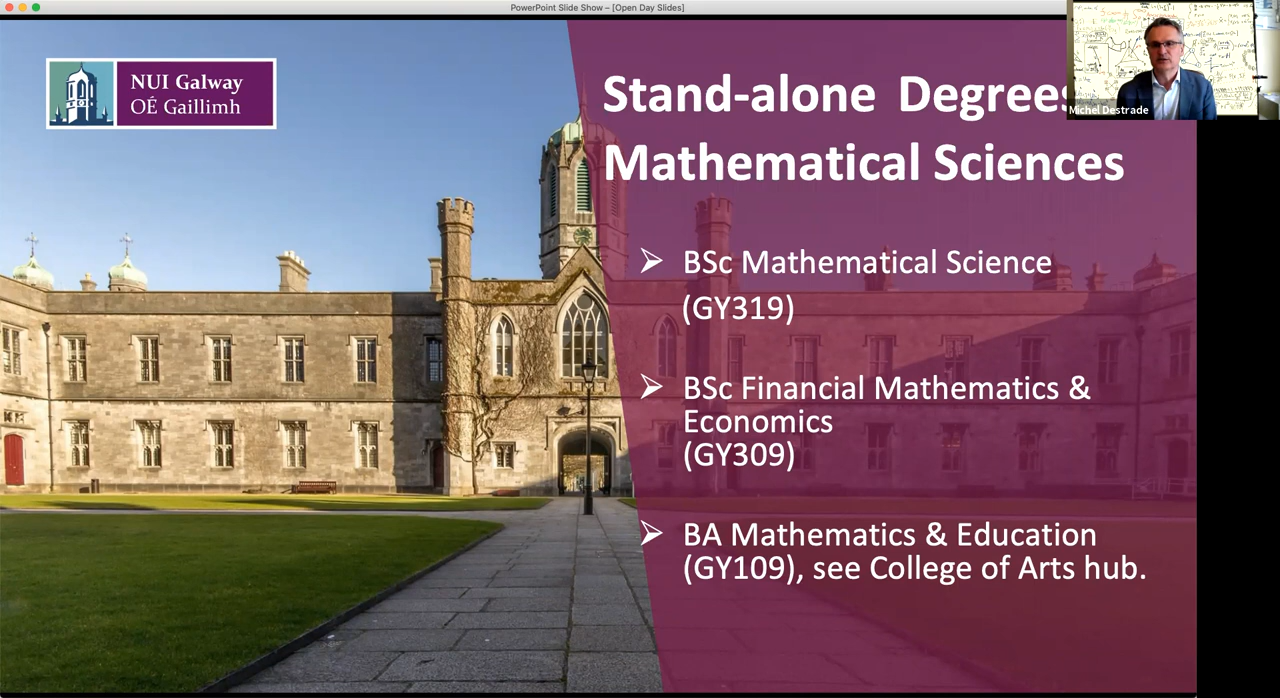 PowerPoint Slide Show – [Open Day Slides]
NUI Galway
OÉ Gaillimh
Stand-alone Degrees
Mathematical Sciences
Michel Destrade
➢ BSc Mathematical Science
(GY319)
➢ BSc Financial Mathematics &
Economics
(GY309)
➢ BA Mathematics & Education
(GY109), see College of Arts hub.